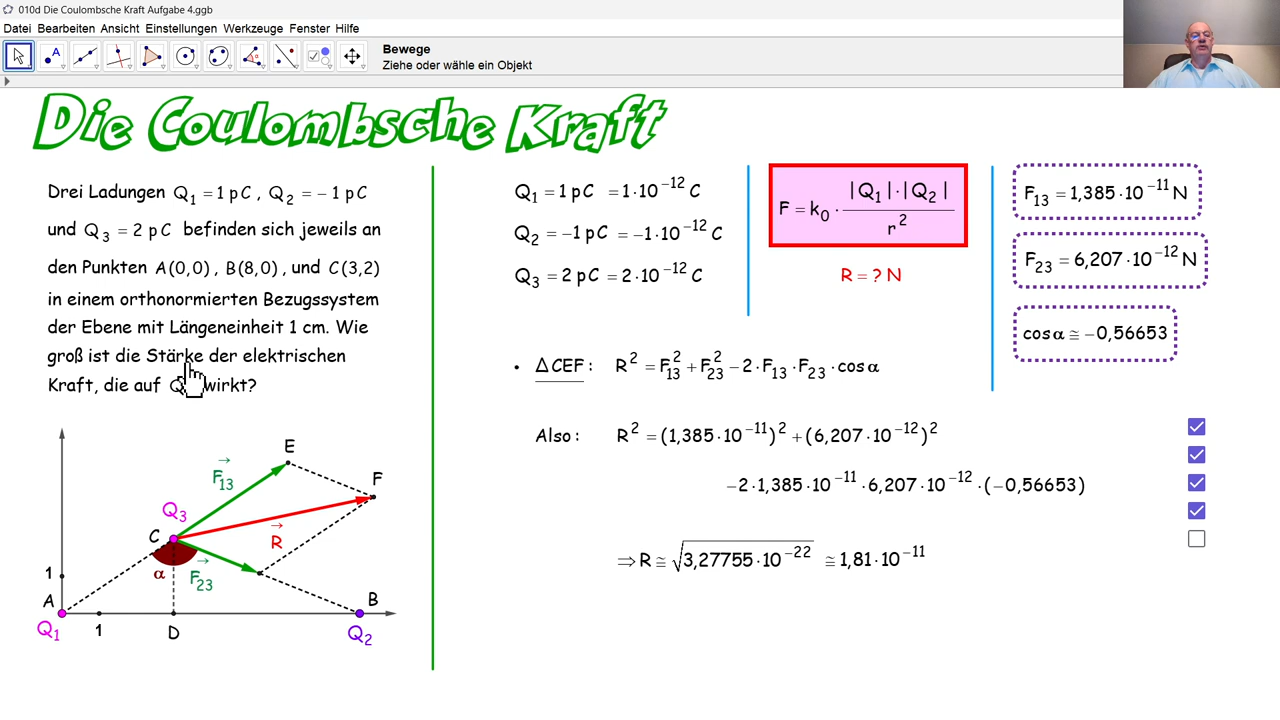 010d Die Coulombsche Kraft Aufgabe 4.ggb
Datei Bearbeiten Ansicht Einstellungen Werkzeuge Fenster Hilfe
Bewege
Ziehe oder wähle ein Objekt
Die Coulombsche Kraft
Drei Ladungen Q₁ = 1 pC , Q₂ = − 1 pC
und Q₃ = 2 pC befinden sich jeweils an
den Punkten A(0,0) , B(8,0) , und C(3,2)
in einem orthonormierten Bezugssystem
der Ebene mit Längeneinheit 1 cm. Wie
groß ist die Stärke der elektrischen
Kraft, die auf Q wirkt?
E
F⃗₁₃
F
Q₃
C
R⃗
α
F⃗₂₃
1
A
B
Q₁
1
D
Q₂
Q₁ = 1 pC = 1·10⁻¹² C
Q₂ = −1 pC = −1·10⁻¹² C
Q₃ = 2 pC = 2·10⁻¹² C
F = k₀ · |Q₁|·|Q₂| / r²
R = ? N
F₁₃ = 1,385·10⁻¹¹ N
F₂₃ = 6,207·10⁻¹² N
cos α ≅ −0,56653
• ΔCEF : R² = F₁₃² + F₂₃² − 2·F₁₃·F₂₃·cos α
Also : R² = (1,385·10⁻¹¹)² + (6,207·10⁻¹²)²
−2·1,385·10⁻¹¹·6,207·10⁻¹²·(−0,56653)
⇒ R ≅ √(3,27755·10⁻²²) ≅ 1,81·10⁻¹¹